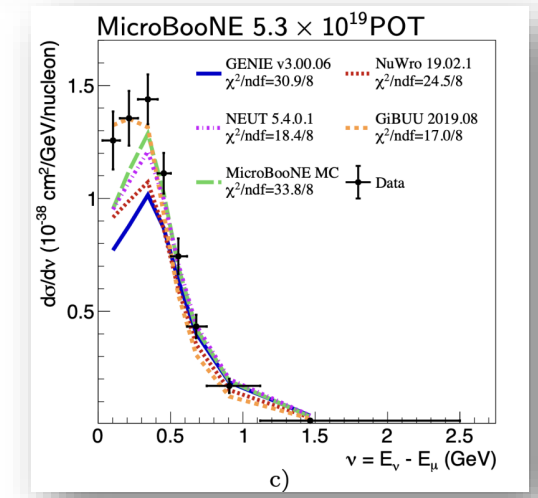 MicroBooNE 5.3 × 10¹⁹POT
GENIE v3.00.06
χ²/ndf=30.9/8
NuWro 19.02.1
χ²/ndf=24.5/8
NEUT 5.4.0.1
χ²/ndf=18.4/8
GiBUU 2019.08
χ²/ndf=17.0/8
MicroBooNE MC
χ²/ndf=33.8/8
Data
dσ/dν (10⁻³⁸ cm²/GeV/nucleon)
1.5
1
0.5
0 0.5 1 1.5 2 2.5
ν = Eᵥ - Eμ (GeV)
c)